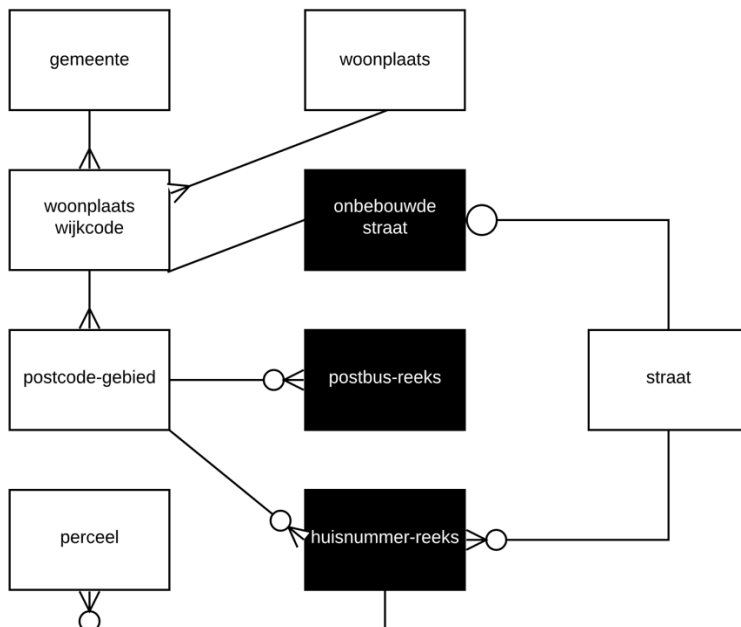 gemeente
woonplaats
woonplaats
wijkcode
onbebouwde
straat
postcode-gebied
postbus-reeks
straat
perceel
huisnummer-reeks